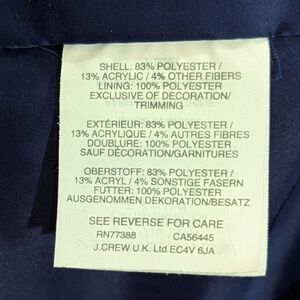 SHELL: 83% POLYESTER /
13% ACRYLIC / 4% OTHER FIBERS
LINING: 100% POLYESTER
EXCLUSIVE OF DECORATION/
TRIMMING
EXTÉRIEUR: 83% POLYESTER /
13% ACRYLIQUE / 4% AUTRES FIBRES
DOUBLURE: 100% POLYESTER
SAUF DÉCORATION/GARNITURES
OBERSTOFF: 83% POLYESTER /
13% ACRYL / 4% SONSTIGE FASERN
FUTTER: 100% POLYESTER
AUSGENOMMEN DEKORATION/BESATZ
SEE REVERSE FOR CARE
RN77388 CA56445
J.CREW U.K. Ltd EC4V 6JA